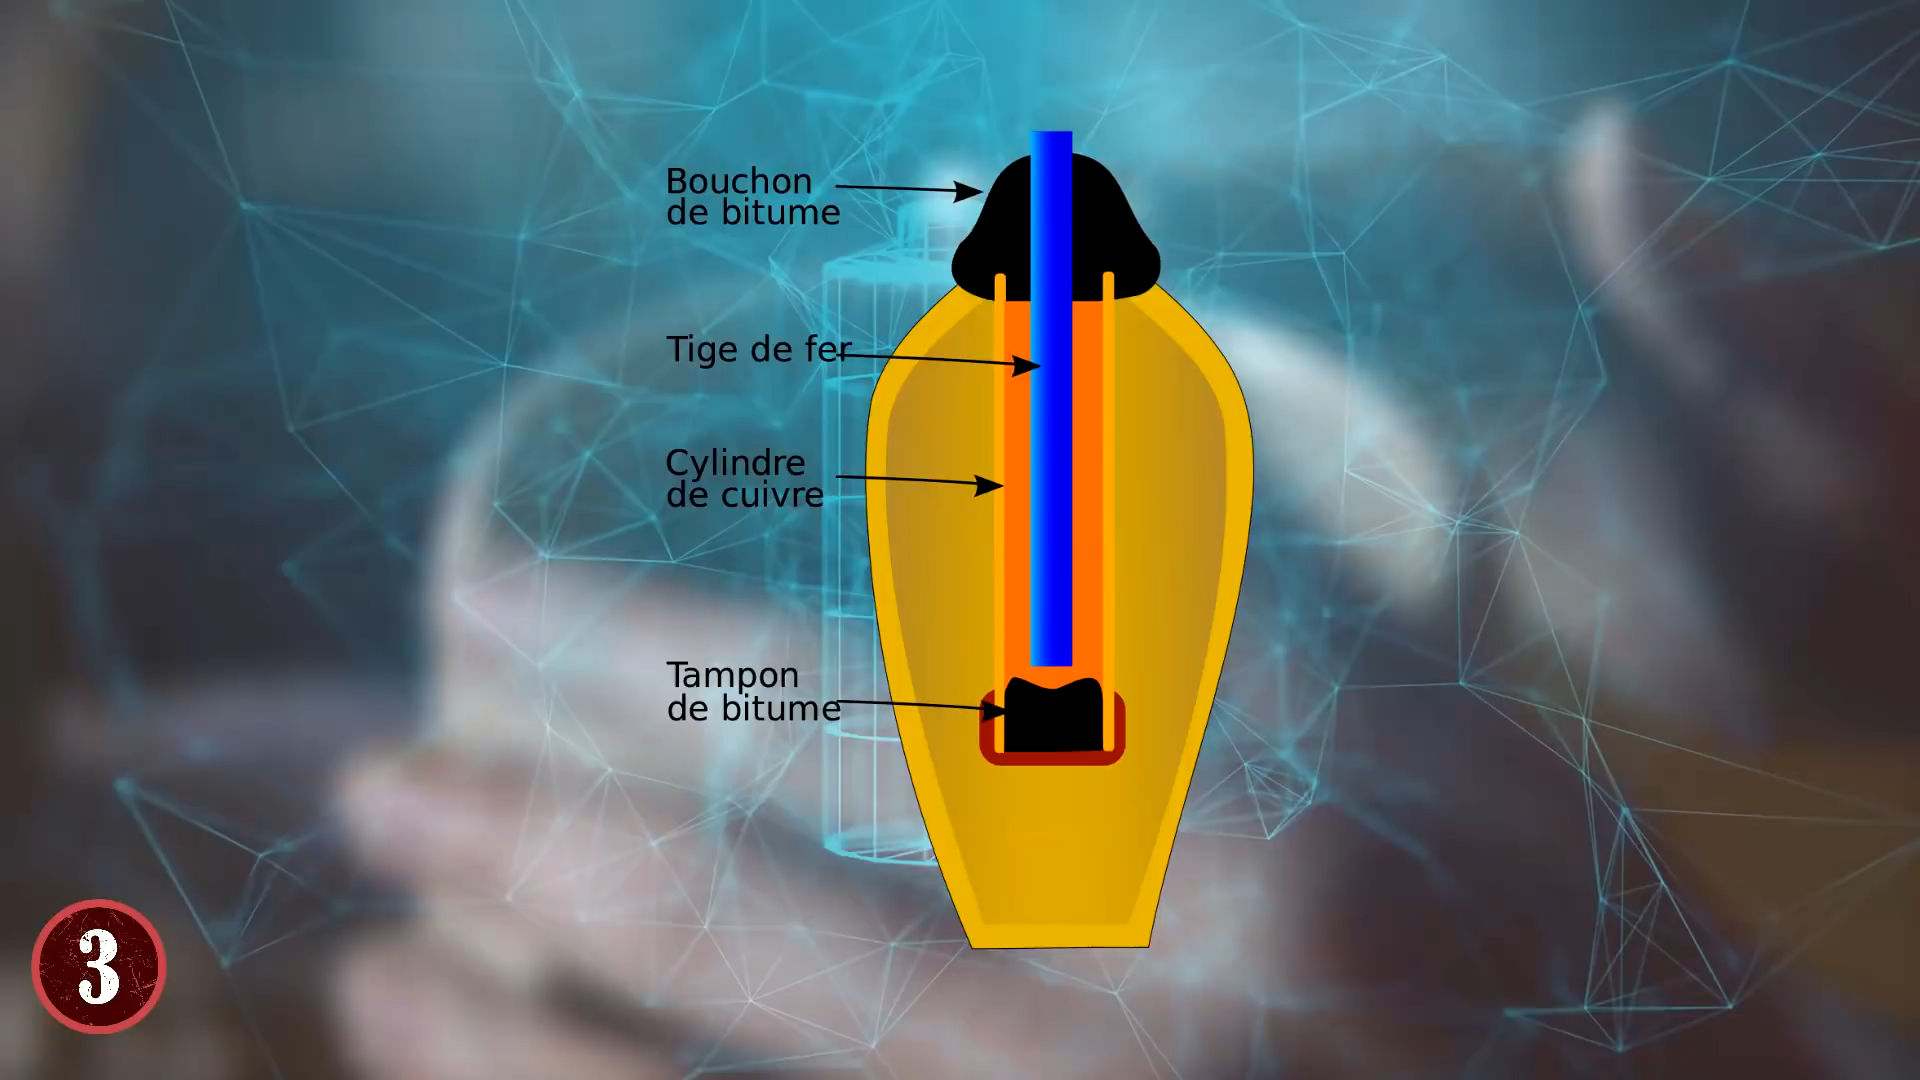 Bouchon
de bitume
Tige de fer
Cylindre
de cuivre
Tampon
de bitume
3